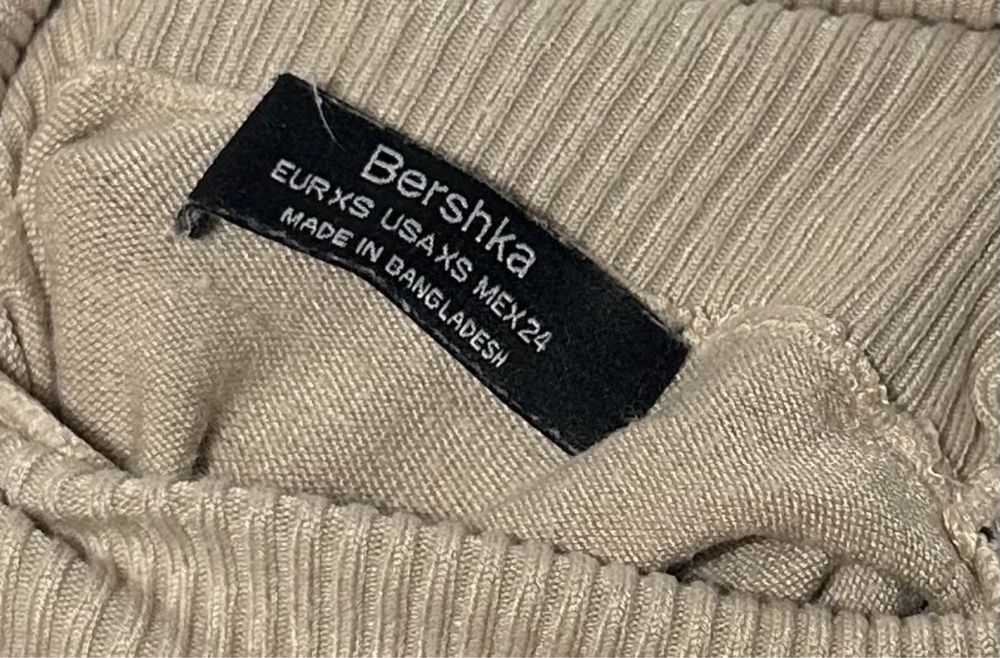 Bershka
EUR XS USA XS MEX 24
MADE IN BANGLADESH